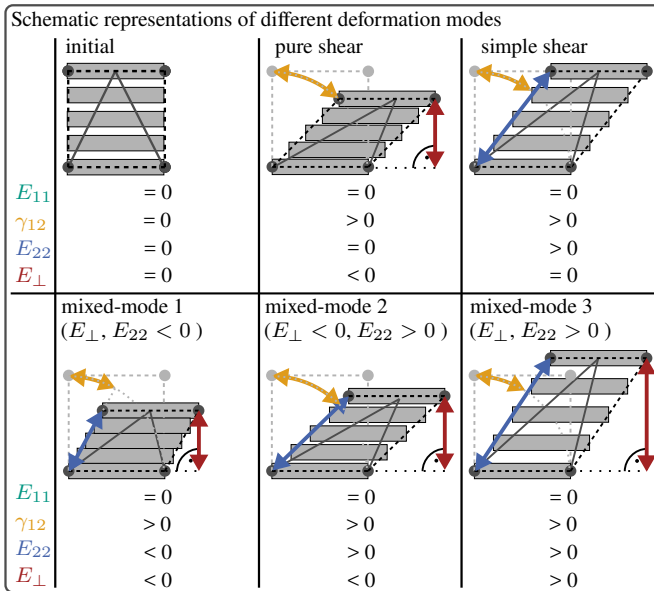 Schematic representations of different deformation modes
initial pure shear simple shear
E₁₁ = 0 = 0 = 0
γ₁₂ = 0 > 0 > 0
E₂₂ = 0 = 0 > 0
E⊥ = 0 < 0 = 0
mixed-mode 1 mixed-mode 2 mixed-mode 3
(E⊥, E₂₂ < 0 ) (E⊥ < 0, E₂₂ > 0) (E⊥, E₂₂ > 0)
E₁₁ = 0 = 0 = 0
γ₁₂ > 0 > 0 > 0
E₂₂ < 0 > 0 > 0
E⊥ < 0 < 0 > 0